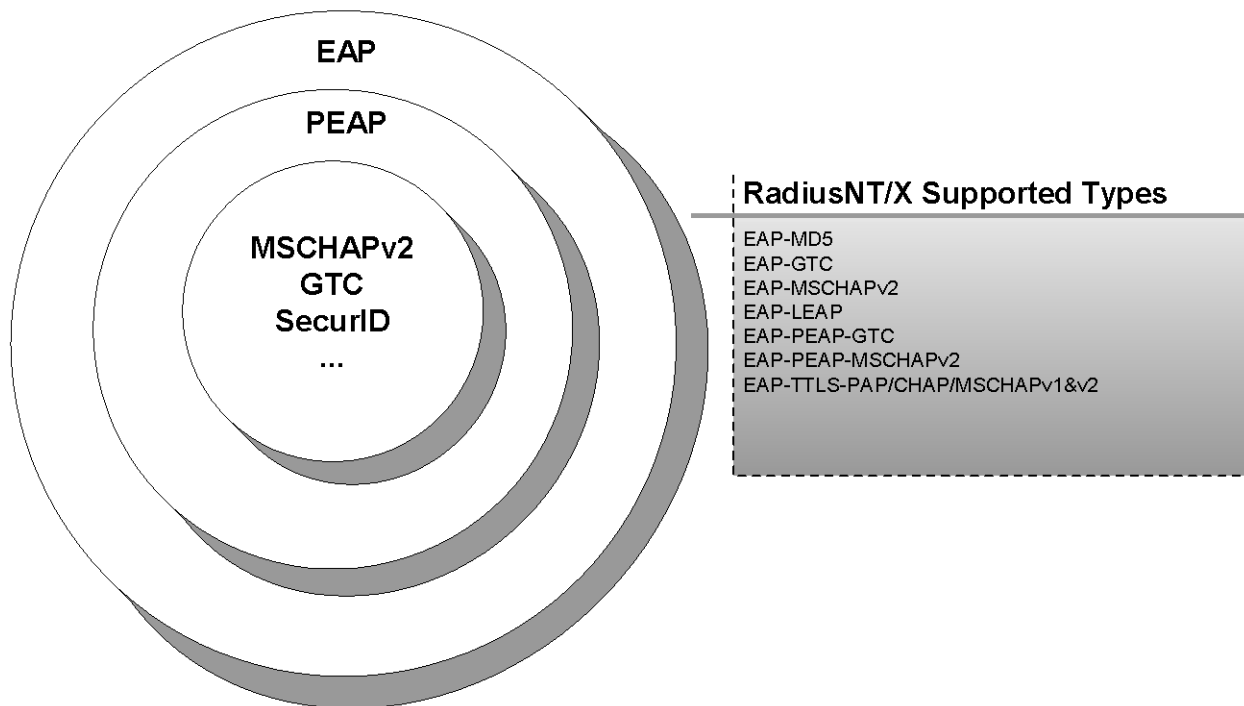 EAP
PEAP
MSCHAPv2
GTC
SecurID
...
RadiusNT/X Supported Types
EAP-MD5
EAP-GTC
EAP-MSCHAPv2
EAP-LEAP
EAP-PEAP-GTC
EAP-PEAP-MSCHAPv2
EAP-TTLS-PAP/CHAP/MSCHAPv1&v2